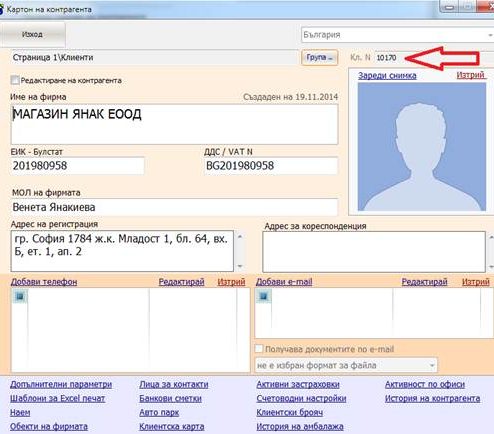 Картон на контрагента
Изход
България
Страница 1\Клиенти
Група
Кл. N 10170
Редактиране на контрагента
Зареди снимка Изтрий
Име на фирма Създаден на 19.11.2014
МАГАЗИН ЯНАК ЕООД
ЕИК - Булстат ДДС / VAT N
201980958 BG201980958
МОЛ на фирмата
Венета Янакиева
Адрес на регистрация Адрес за кореспонденция
гр. София 1784 ж.к. Младост 1, бл. 64, вх.
Б, ет. 1, ап. 2
Добави телефон Редактирай Изтрий Добави e-mail Редактирай Изтрий
Получава документите по e-mail
не е избран формат за файла
Допълнителни параметри Лица за контакти Активни застраховки Активност по офиси
Шаблони за Excel печат Банкови сметки Счетоводни настройки История на контрагента
Наем Авто парк Клиентски брояч
Обекти на фирмата Клиентска карта История на амбалажа